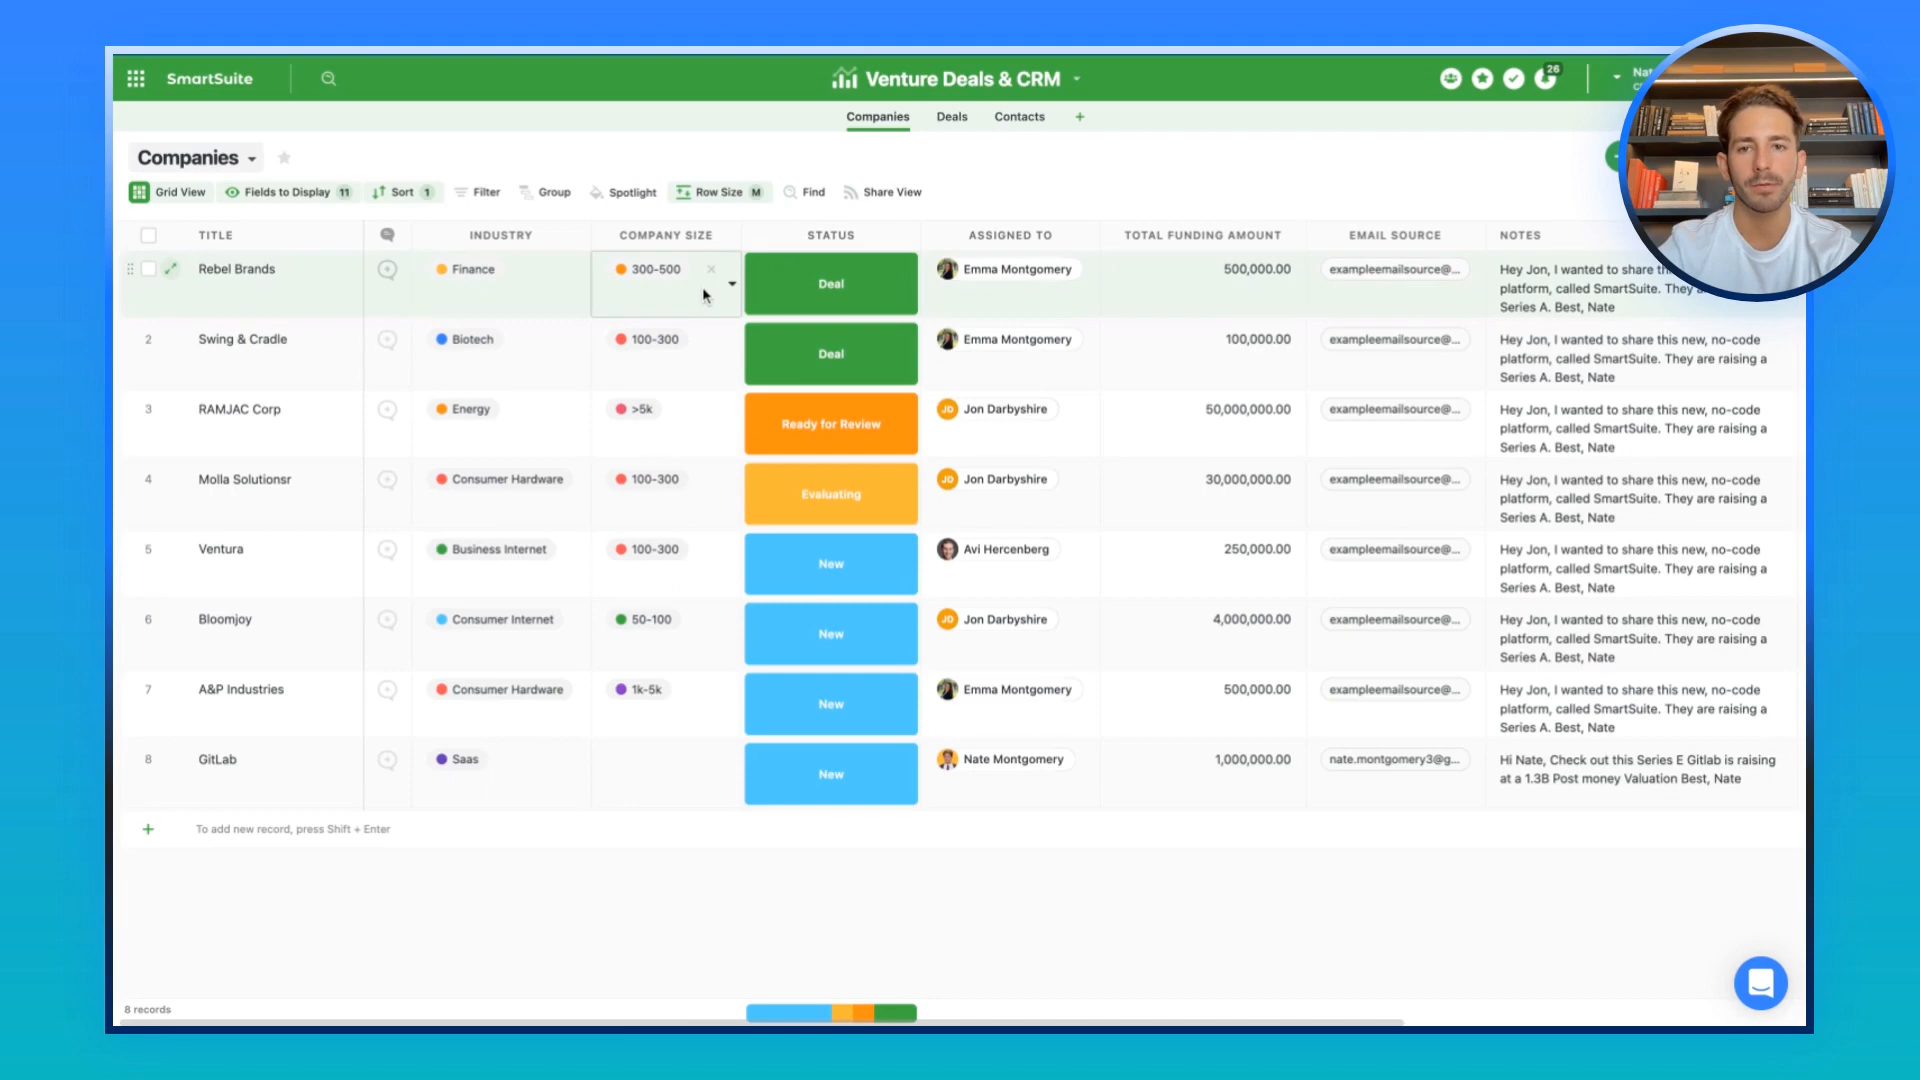 SmartSuite
Venture Deals & CRM
26
Companies Deals Contacts +
Companies
Grid View Fields to Display 11 Sort 1 Filter Group Spotlight Row Size M Find Share View
TITLE INDUSTRY COMPANY SIZE STATUS ASSIGNED TO TOTAL FUNDING AMOUNT EMAIL SOURCE NOTES
Rebel Brands Finance 300-500 Deal Emma Montgomery 500,000.00 exampleemailsource@... Hey Jon, I wanted to share
platform, called SmartSuite. They
Series A. Best, Nate
2 Swing & Cradle Biotech 100-300 Deal Emma Montgomery 100,000.00 exampleemailsource@... Hey Jon, I wanted to share this new, no-code
platform, called SmartSuite. They are raising a
Series A. Best, Nate
3 RAMJAC Corp Energy >5k Ready for Review JD Jon Darbyshire 50,000,000.00 exampleemailsource@... Hey Jon, I wanted to share this new, no-code
platform, called SmartSuite. They are raising a
Series A. Best, Nate
4 Molla Solutionsr Consumer Hardware 100-300 Evaluating JD Jon Darbyshire 30,000,000.00 exampleemailsource@... Hey Jon, I wanted to share this new, no-code
platform, called SmartSuite. They are raising a
Series A. Best, Nate
5 Ventura Business Internet 100-300 New Avi Hercenberg 250,000.00 exampleemailsource@... Hey Jon, I wanted to share this new, no-code
platform, called SmartSuite. They are raising a
Series A. Best, Nate
6 Bloomjoy Consumer Internet 50-100 New JD Jon Darbyshire 4,000,000.00 exampleemailsource@... Hey Jon, I wanted to share this new, no-code
platform, called SmartSuite. They are raising a
Series A. Best, Nate
7 A&P Industries Consumer Hardware 1k-5k New Emma Montgomery 500,000.00 exampleemailsource@... Hey Jon, I wanted to share this new, no-code
platform, called SmartSuite. They are raising a
Series A. Best, Nate
8 GitLab Saas New Nate Montgomery 1,000,000.00 nate.montgomery3@g... Hi Nate, Check out this Series E Gitlab is raising
at a 1.3B Post money Valuation Best, Nate
+ To add new record, press Shift + Enter
8 records